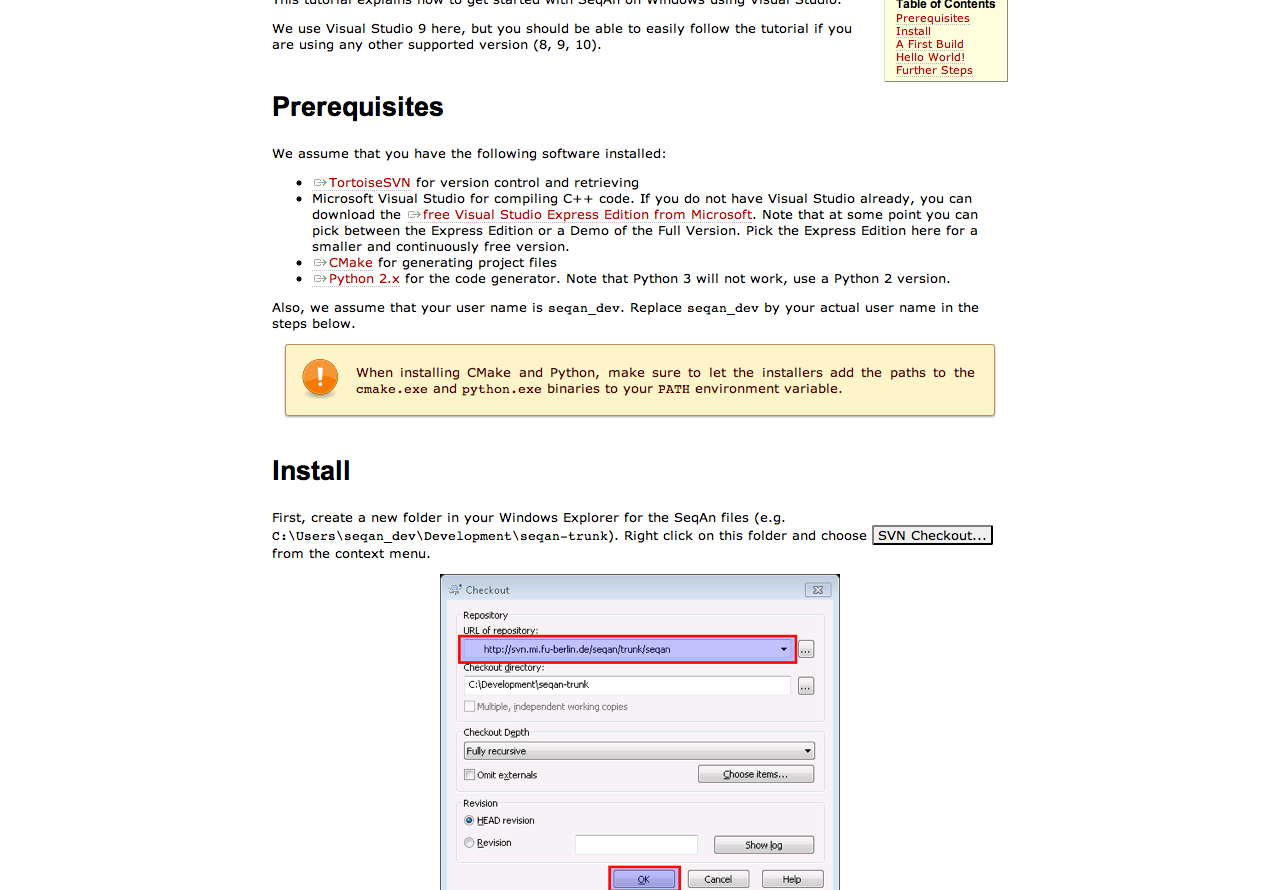 This tutorial explains how to get started with SeqAn on Windows using Visual Studio.
We use Visual Studio 9 here, but you should be able to easily follow the tutorial if you
are using any other supported version (8, 9, 10).
Table of Contents
Prerequisites
Install
A First Build
Hello World!
Further Steps
Prerequisites
We assume that you have the following software installed:
TortoiseSVN for version control and retrieving
Microsoft Visual Studio for compiling C++ code. If you do not have Visual Studio already, you can
download the free Visual Studio Express Edition from Microsoft. Note that at some point you can
pick between the Express Edition or a Demo of the Full Version. Pick the Express Edition here for a
smaller and continuously free version.
CMake for generating project files
Python 2.x for the code generator. Note that Python 3 will not work, use a Python 2 version.
Also, we assume that your user name is seqan_dev. Replace seqan_dev by your actual user name in the
steps below.
When installing CMake and Python, make sure to let the installers add the paths to the
cmake.exe and python.exe binaries to your PATH environment variable.
Install
First, create a new folder in your Windows Explorer for the SeqAn files (e.g.
C:\Users\seqan_dev\Development\seqan-trunk). Right click on this folder and choose SVN Checkout...
from the context menu.
Checkout
Repository
URL of repository:
http://svn.mi.fu-berlin.de/seqan/trunk/seqan
...
Checkout directory:
C:\Development\seqan-trunk
...
Multiple, independent working copies
Checkout Depth
Fully recursive
Omit externals
Choose items...
Revision
HEAD revision
Revision
Show log
OK
Cancel
Help